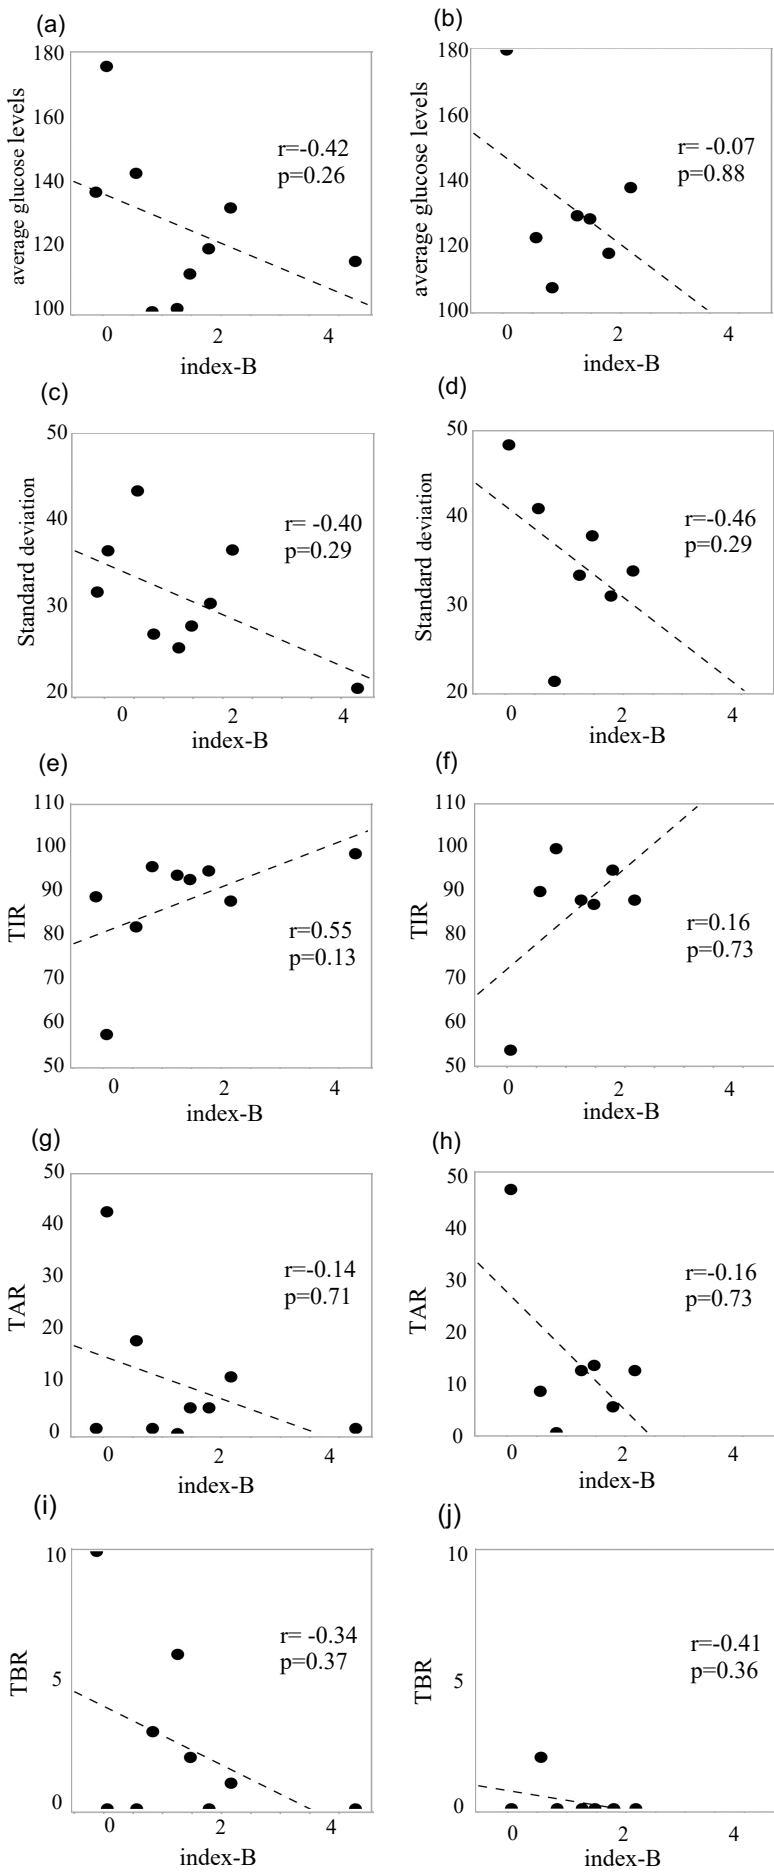 (a)
average glucose levels
180
160
140
120
100
r=-0.42
p=0.26
0 2 4
index-B
(b)
average glucose levels
180
160
140
120
100
r= -0.07
p=0.88
0 2 4
index-B
(c)
Standard deviation
50
40
30
20
r= -0.40
p=0.29
0 2 4
index-B
(d)
Standard deviation
50
40
30
20
r=-0.46
p=0.29
0 2 4
index-B
(e)
TIR
110
100
90
80
70
60
50
r=0.55
p=0.13
0 2 4
index-B
(f)
TIR
110
100
90
80
70
60
50
r=0.16
p=0.73
0 2 4
index-B
(g)
TAR
50
40
30
20
10
0
r=-0.14
p=0.71
0 2 4
index-B
(h)
TAR
50
40
30
20
10
0
r=-0.16
p=0.73
0 2 4
index-B
(i)
TBR
10
5
0
r= -0.34
p=0.37
0 2 4
index-B
(j)
TBR
10
5
0
r=-0.41
p=0.36
0 2 4
index-B